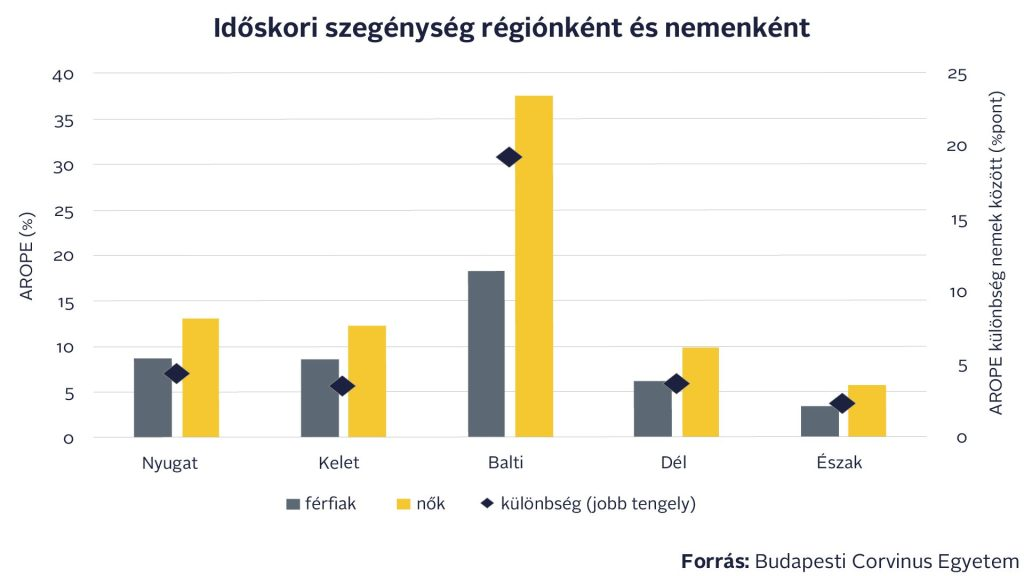 Időskori szegénység régiónként és nemenként
40
35
30
25
20
15
10
5
0
AROPE (%)
25
20
15
10
5
0
AROPE különbség nemek között (%pont)
Nyugat Kelet Balti Dél Észak
férfiak nők különbség (jobb tengely)
Forrás: Budapesti Corvinus Egyetem